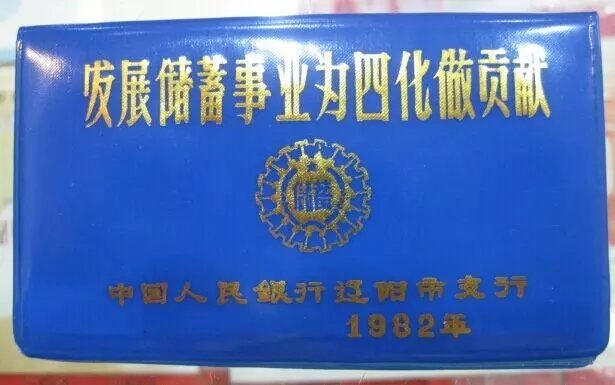 发展储蓄事业为四化做贡献
储蓄
中国人民银行辽阳市支行
1982年